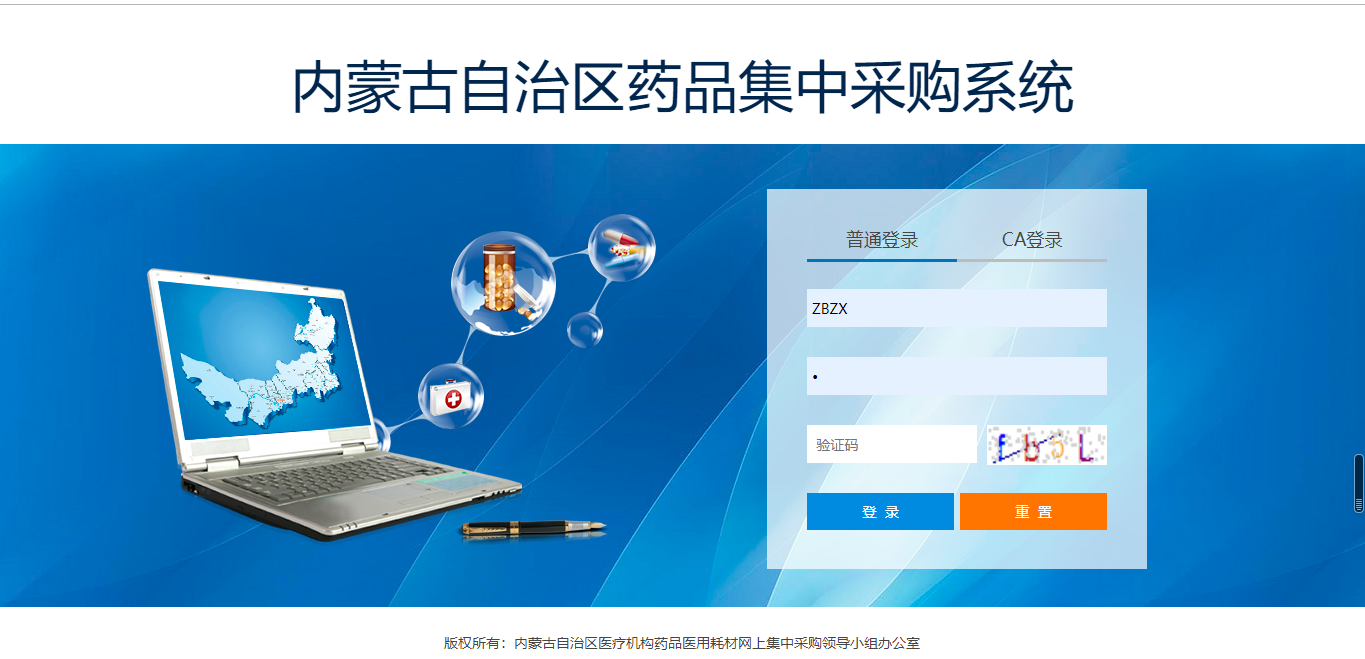 内蒙古自治区药品集中采购系统
普通登录 CA登录
ZBZX
•
验证码
登 录 重 置
版权所有：内蒙古自治区医疗机构药品医用耗材网上集中采购领导小组办公室